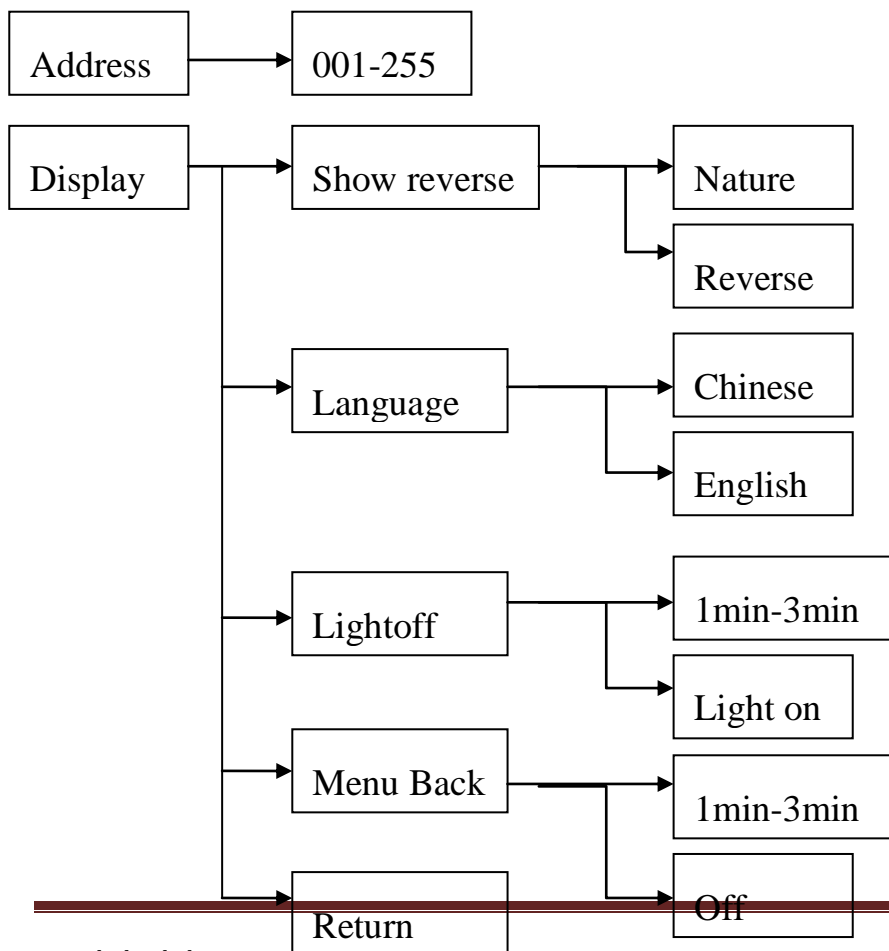 Address
001-255
Display
Show reverse
Nature
Reverse
Language
Chinese
English
Lightoff
1min-3min
Light on
Menu Back
1min-3min
Off
Return